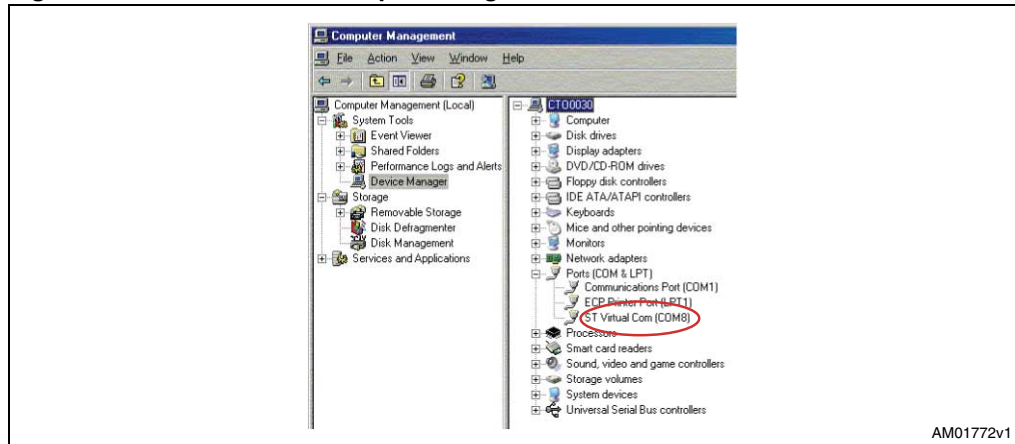 Computer Management
File Action View Window Help
Computer Management (Local)
System Tools
Event Viewer
Shared Folders
Performance Logs and Alerts
Device Manager
Storage
Removable Storage
Disk Defragmenter
Disk Management
Services and Applications
CTO0030
Computer
Disk drives
Display adapters
DVD/CD-ROM drives
Floppy disk controllers
IDE ATA/ATAPI controllers
Keyboards
Mice and other pointing devices
Monitors
Network adapters
Ports (COM & LPT)
Communications Port (COM1)
ECP Printer Port (LPT1)
ST Virtual Com (COM8)
Processors
Smart card readers
Sound, video and game controllers
Storage volumes
System devices
Universal Serial Bus controllers
AM01772v1